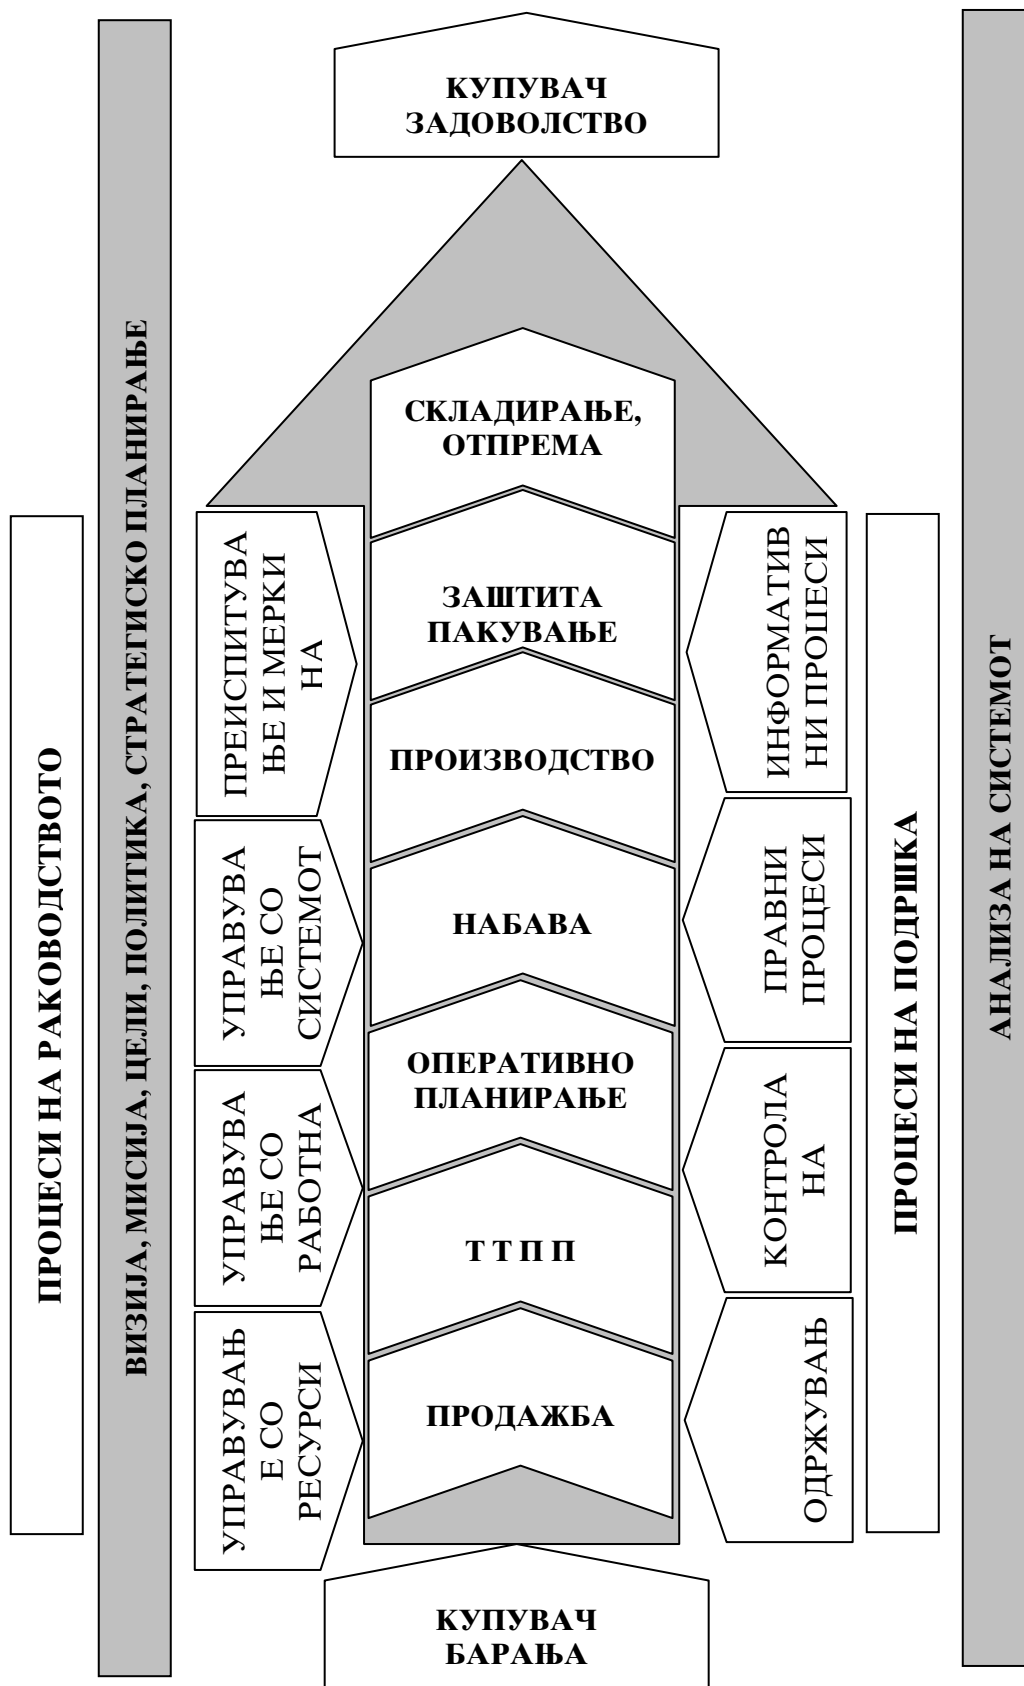 КУПУВАЧ
ЗАДОВОЛСТВО
СКЛАДИРАЊЕ,
ОТПРЕМА
ЗАШТИТА
ПАКУВАЊЕ
ПРОИЗВОДСТВО
НАБАВА
ОПЕРАТИВНО
ПЛАНИРАЊЕ
Т Т П П
ПРОДАЖБА
КУПУВАЧ
БАРАЊА
ПРОЦЕСИ НА РАКОВОДСТВОТО
ВИЗИЈА, МИСИЈА, ЦЕЛИ, ПОЛИТИКА, СТРАТЕГИСКО ПЛАНИРАЊЕ
ПРЕИСПИТУВА
ЊЕ И МЕРКИ
НА
УПРАВУВА
ЊЕ СО
СИСТЕМОТ
УПРАВУВА
ЊЕ СО
РАБОТНА
УПРАВУВАЊ
Е СО
РЕСУРСИ
ИНФОРМАТИВ
НИ ПРОЦЕСИ
ПРАВНИ
ПРОЦЕСИ
КОНТРОЛА
НА
ОДРЖУВАЊ
ПРОЦЕСИ НА ПОДРШКА
АНАЛИЗА НА СИСТЕМОТ